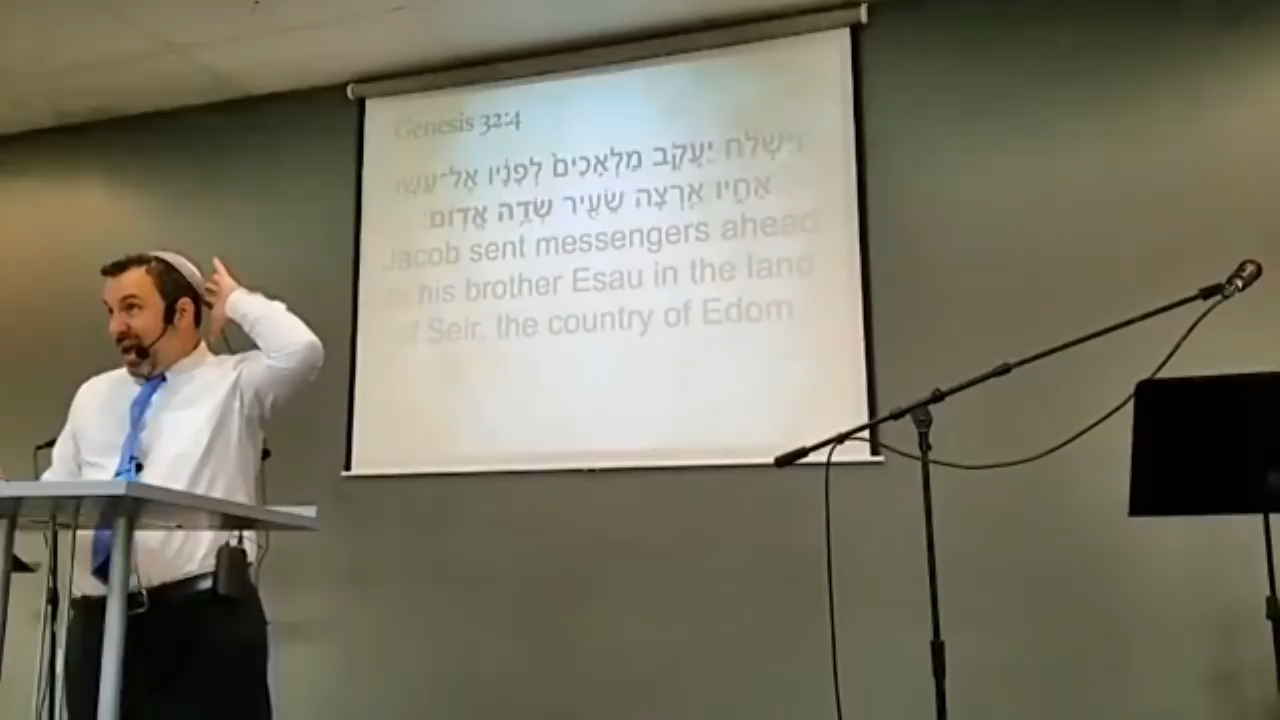 Genesis 32:4
וַיִּשְׁלַח יַעֲקֹב מַלְאָכִים֙ לְפָנָ֔יו אֶל־עֵשָׂו
אָחִ֑יו אַ֥רְצָה שֵׂעִ֖יר שְׂדֵ֥ה אֱדֽוֹם׃
Jacob sent messengers ahead
his brother Esau in the land
of Seir, the country of Edom